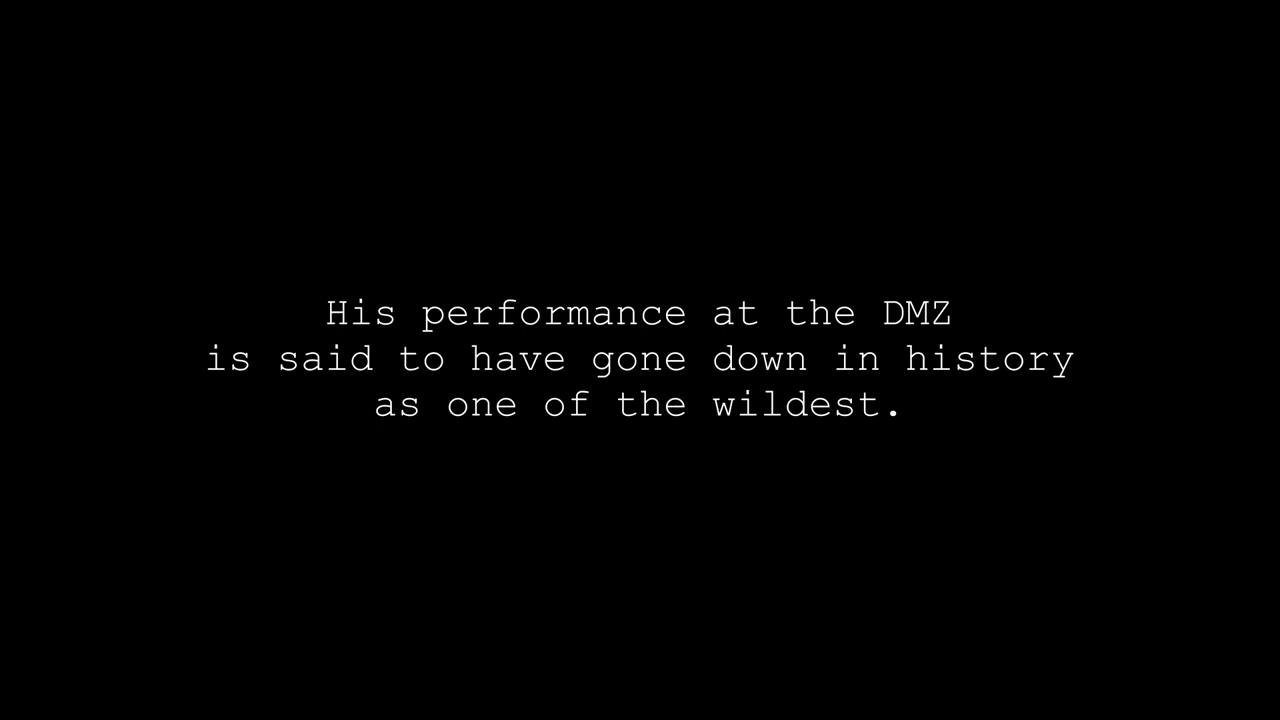 His performance at the DMZ
is said to have gone down in history
as one of the wildest.